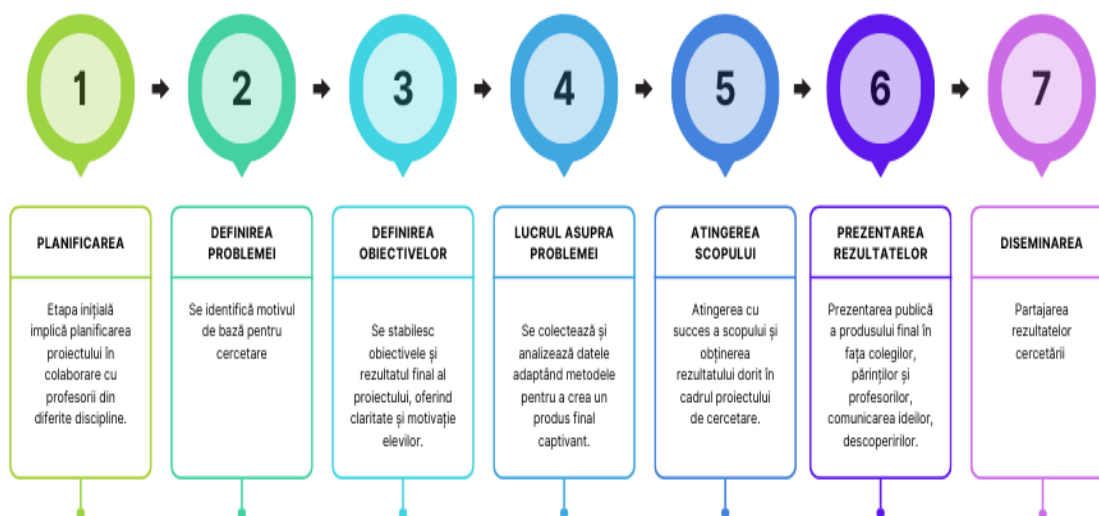 1
2
3
4
5
6
7
PLANIFICAREA
Etapa inițială
implică planificarea
proiectului în
colaborare cu
profesorii din
diferite discipline.
DEFINIREA
PROBLEMEI
Se identifică motivul
de bază pentru
cercetare
DEFINIREA
OBIECTIVELOR
Se stabilesc
obiectivele și
rezultatul final al
proiectului, oferind
claritate și motivație
elevilor.
LUCRUL ASUPRA
PROBLEMEI
Se colectează și
analizează datele
adaptând metodele
pentru a crea un
produs final
captivant.
ATINGEREA
SCOPULUI
Atingerea cu
succes a scopului și
obținerea
rezultatului dorit în
cadrul proiectului
de cercetare.
PREZENTAREA
REZULTATELOR
Prezentarea publică
a produsului final în
fața colegilor,
părinților și
profesorilor,
comunicarea ideilor,
descoperirilor.
DISEMINAREA
Partajarea
rezultatelor
cercetării